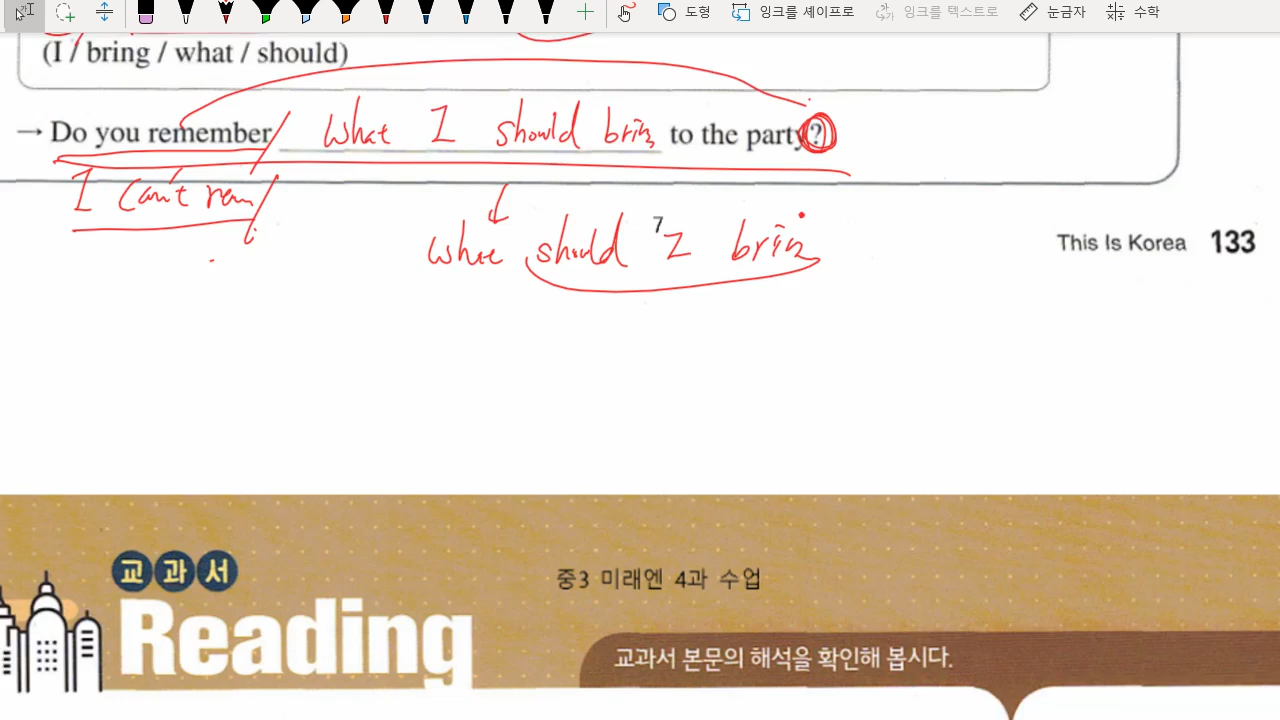 도형 잉크를 셰이프로 잉크를 텍스트로 눈금자 수학
(I / bring / what / should)
→ Do you remember what I should brin to the party?
I can't rem
7
what should I brin
This Is Korea 133
교과서
중3 미래엔 4과 수업
Reading
교과서 본문의 해석을 확인해 봅시다.